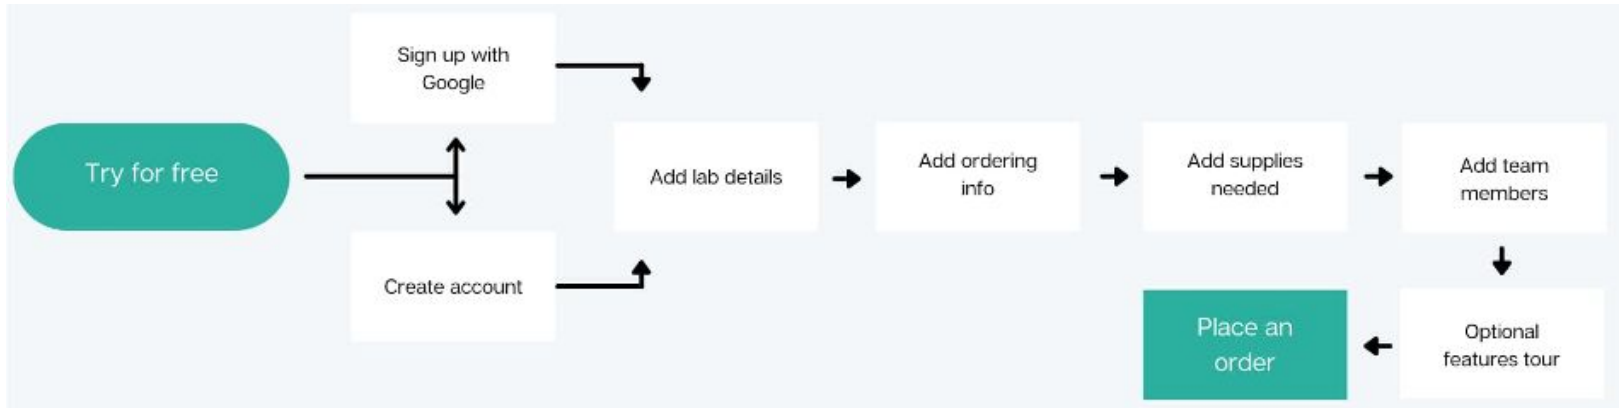 Try for free
Sign up with
Google
Create account
Add lab details
Add ordering
info
Add supplies
needed
Add team
members
Optional
features tour
Place an
order